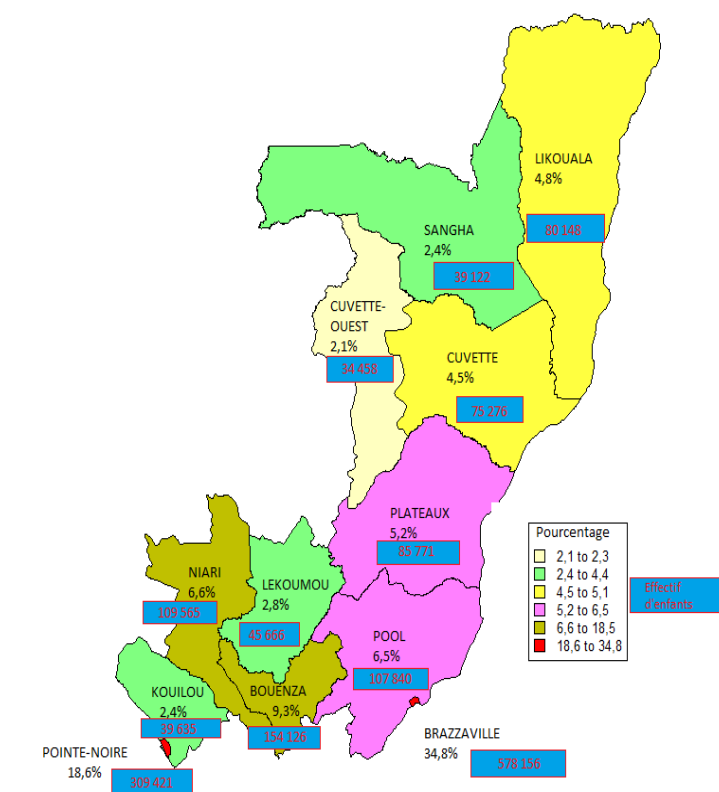 LIKOUALA
4,8%
80 148
SANGHA
2,4%
39 122
CUVETTE-
OUEST
2,1%
34 458
CUVETTE
4,5%
75 276
PLATEAUX
5,2%
85 771
Pourcentage
2,1 to 2,3
2,4 to 4,4
4,5 to 5,1
5,2 to 6,5
6,6 to 18,5
18,6 to 34,8
Effectif
d'enfants
NIARI
6,6%
109 565
LEKOUMOU
2,8%
45 666
POOL
6,5%
107 840
KOUILOU
2,4%
39 635
BOUENZA
9,3%
154 126
BRAZZAVILLE
34,8%
578 156
POINTE-NOIRE
18,6%
309 421